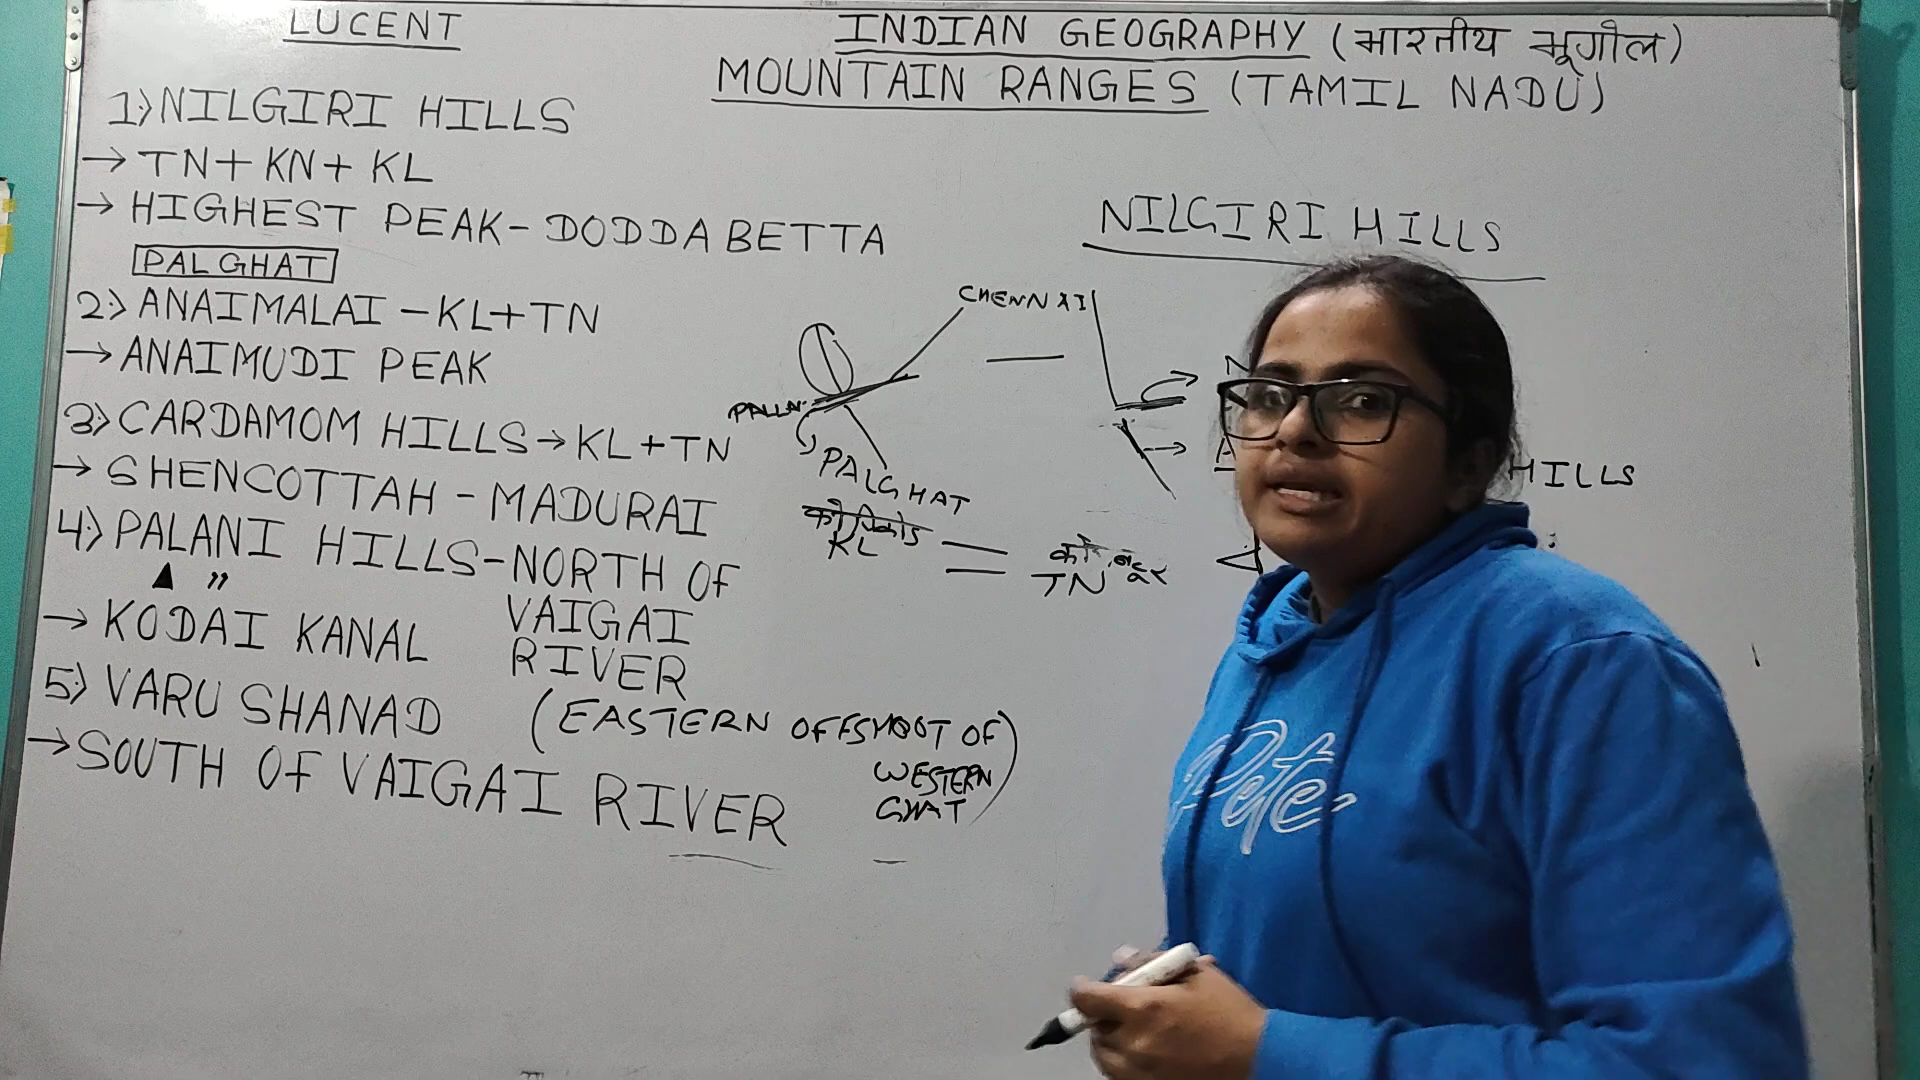 LUCENT
INDIAN GEOGRAPHY (भारतीय भूगोल)
MOUNTAIN RANGES (TAMIL NADU)
1) NILGIRI HILLS
→ TN + KN + KL
→ HIGHEST PEAK - DODDABETTA
PALGHAT
2) ANAIMALAI - KL + TN
→ ANAIMUDI PEAK
3) CARDAMOM HILLS → KL + TN
→ SHENCOTTAH - MADURAI
4) PALANI HILLS - NORTH OF
VAIGAI
RIVER
▲ "
→ KODAI KANAL
5) VARUSHANAD (EASTERN OFFSHOOT OF
WESTERN
GHAT)
→ SOUTH OF VAIGAI RIVER
NILGIRI HILLS
CHENNAI
N
PALGHAT
HILLS
KL
TN
Pete